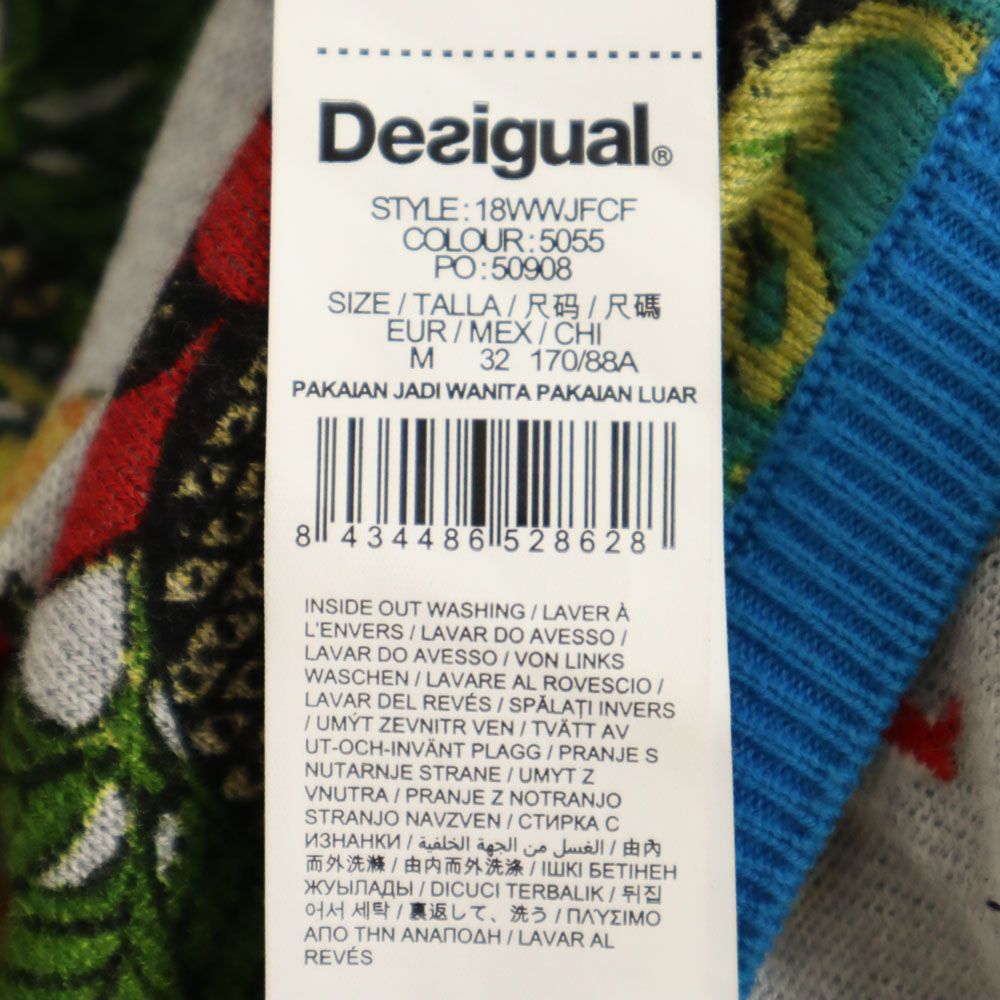 Desigual®
STYLE : 18WWJFCF
COLOUR : 5055
PO : 50908
SIZE / TALLA / 尺码 / 尺碼
EUR / MEX / CHI
M 32 170/88A
PAKAIAN JADI WANITA PAKAIAN LUAR
8 434486 528628
INSIDE OUT WASHING / LAVER À
L'ENVERS / LAVAR DO AVESSO /
LAVAR DO AVESSO / VON LINKS
WASCHEN / LAVARE AL ROVESCIO /
LAVAR DEL REVÉS / SPĂLAȚI INVERS
/ UMÝT ZEVNITR VEN / TVÄTT AV
UT-OCH-INVÄNT PLAGG / PRANJE S
NUTARNJE STRANE / UMYT Z
VNUTRA / PRANJE Z NOTRANJO
STRANJO NAVZVEN / СТИРКА С
ИЗНАНКИ / الغسل من الجهة الخلفية / 由內
而外洗滌 / 由内而外洗涤 / ІШКІ БЕТІНЕН
ЖУЫЛАДЫ / DICUCI TERBALIK / 뒤집
어서 세탁 / 裏返して、洗う / ΠΛΥΣΙΜΟ
ΑΠΟ ΤΗΝ ΑΝΑΠΟΔΗ / LAVAR AL
REVÉS